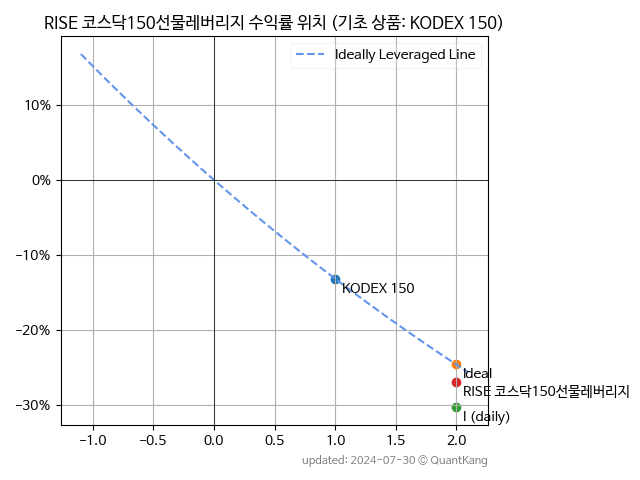 RISE 코스닥150선물레버리지 수익률 위치 (기초 상품: KODEX 150)
Ideally Leveraged Line
10%
0%
−10%
−20%
−30%
KODEX 150
Ideal
RISE 코스닥150선물레버리지
(daily)
−1.0 −0.5 0.0 0.5 1.0 1.5 2.0
updated: 2024-07-30 © QuantKang